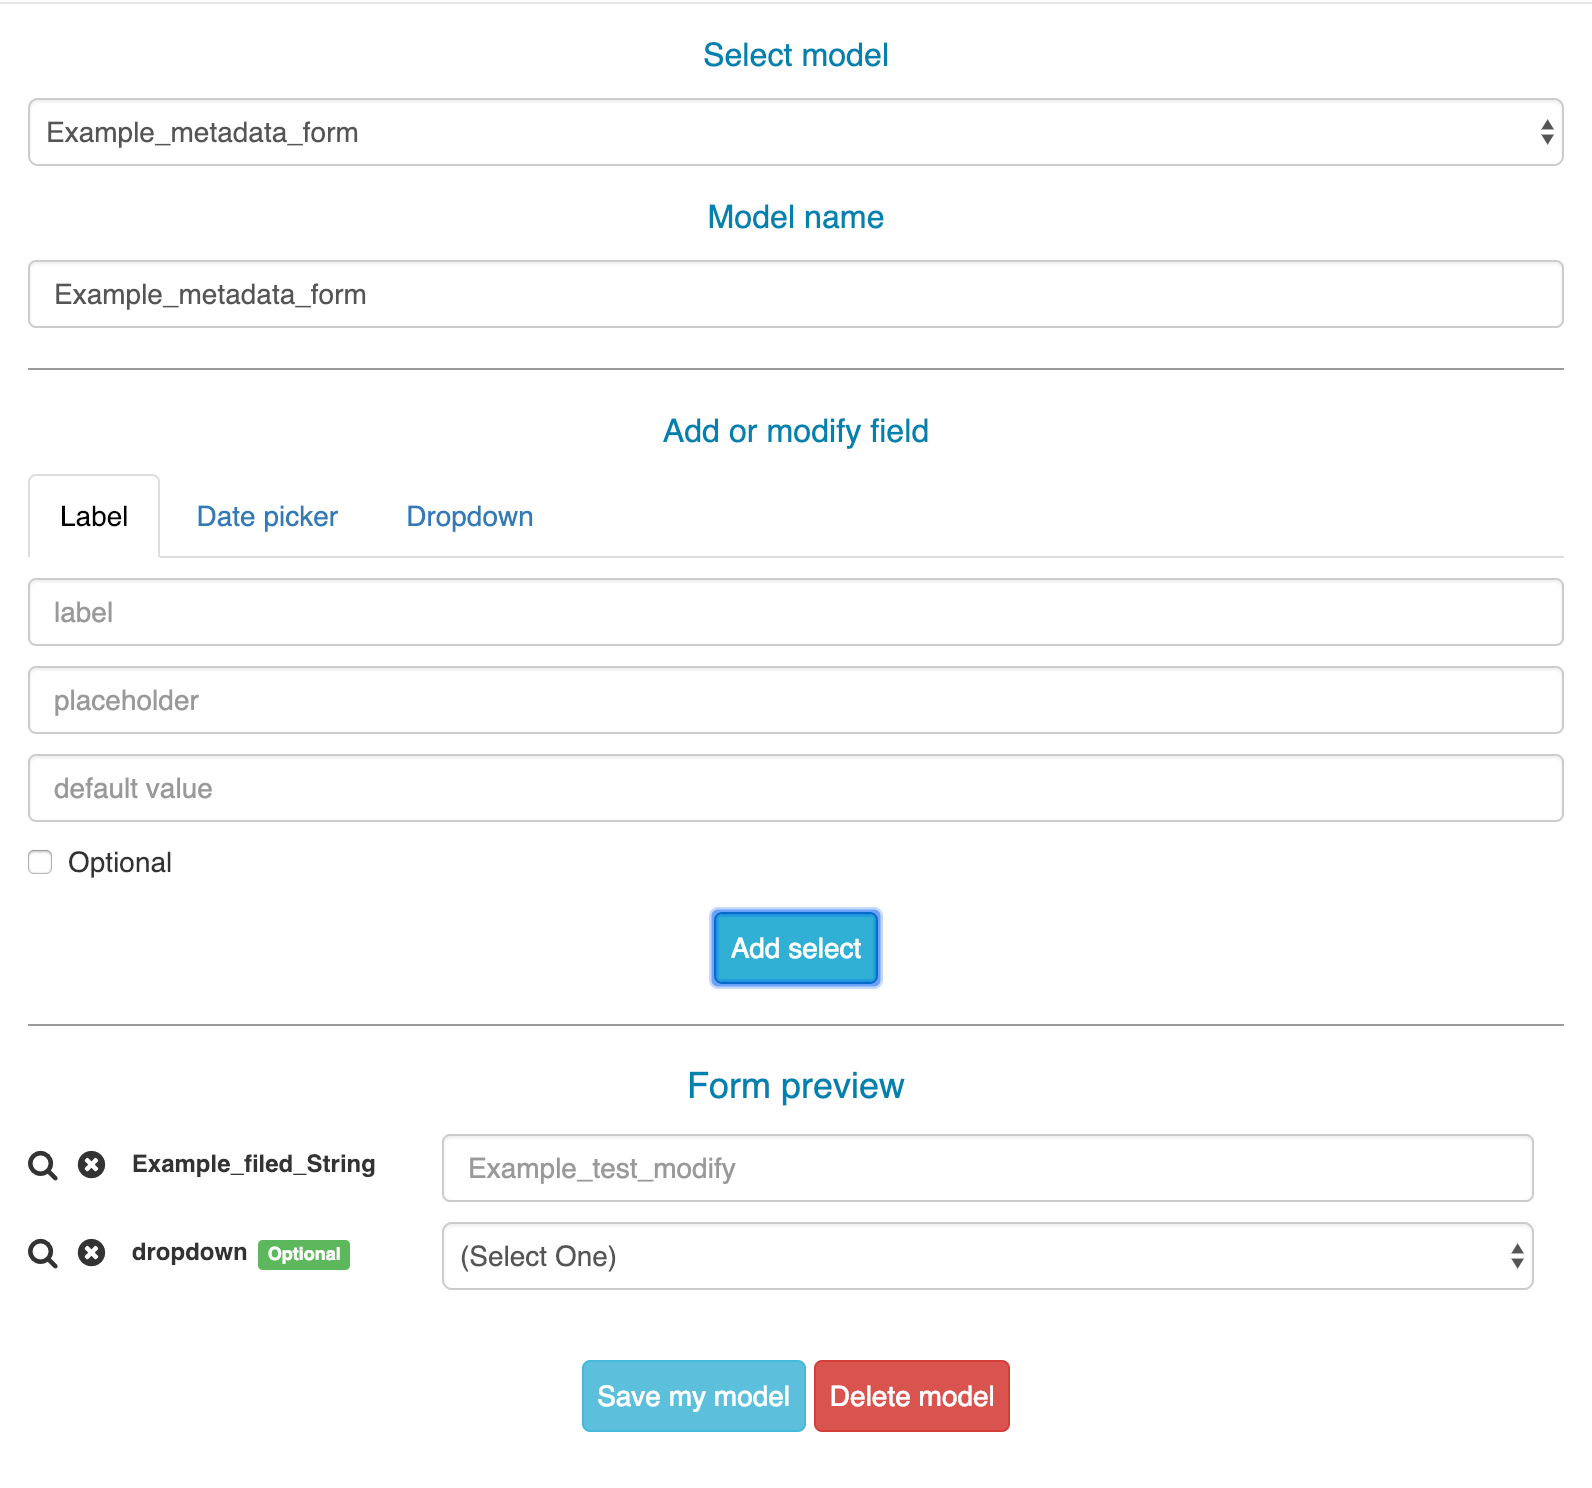 Select model
Example_metadata_form
Model name
Example_metadata_form
Add or modify field
Label Date picker Dropdown
label
placeholder
default value
Optional
Add select
Form preview
Example_filed_String Example_test_modify
dropdown Optional (Select One)
Save my model Delete model